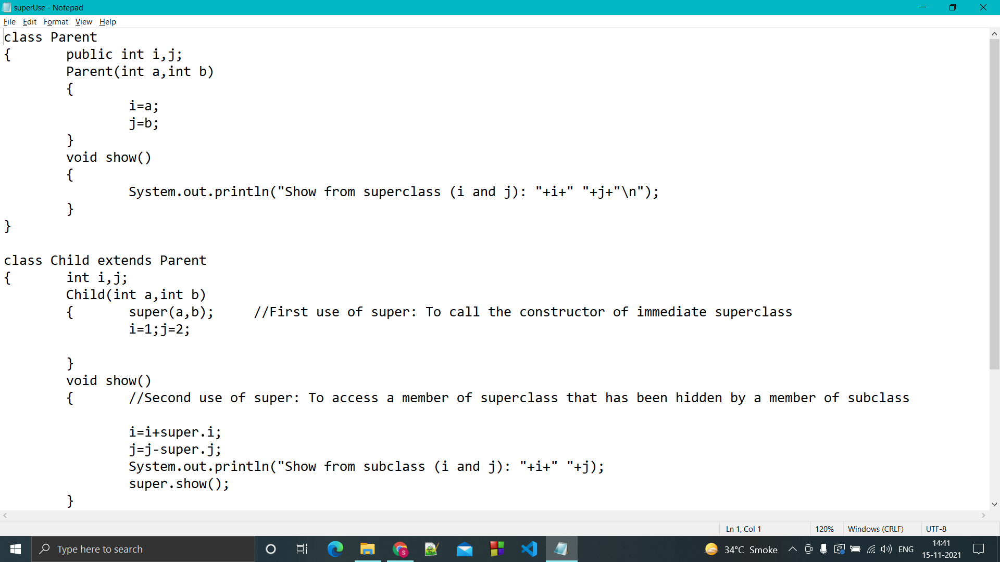 superUse - Notepad
File Edit Format View Help
class Parent
{ public int i,j;
Parent(int a,int b)
{
i=a;
j=b;
}
void show()
{
System.out.println("Show from superclass (i and j): "+i+" "+j+"\n");
}
}
class Child extends Parent
{ int i,j;
Child(int a,int b)
{ super(a,b); //First use of super: To call the constructor of immediate superclass
i=1;j=2;
}
void show()
{ //Second use of super: To access a member of superclass that has been hidden by a member of subclass
i=i+super.i;
j=j-super.j;
System.out.println("Show from subclass (i and j): "+i+" "+j);
super.show();
}
Ln 1, Col 1 120% Windows (CRLF) UTF-8
Type here to search
S
34°C Smoke
ENG
14:41
15-11-2021